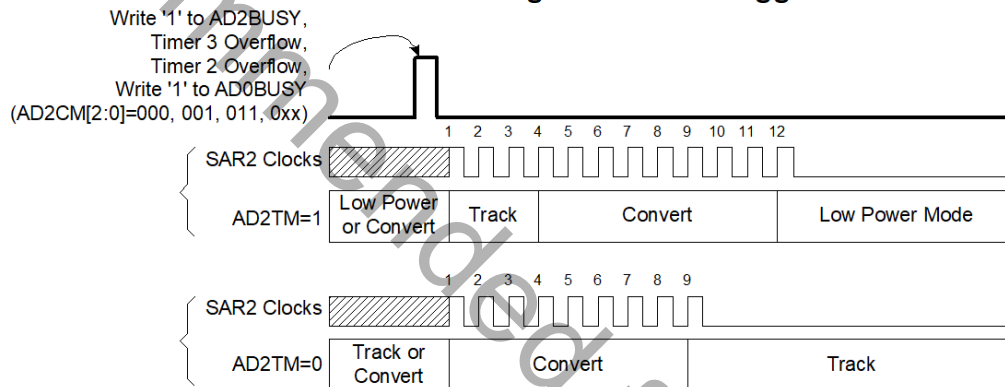 Write '1' to AD2BUSY,
Timer 3 Overflow,
Timer 2 Overflow,
Write '1' to AD0BUSY
(AD2CM[2:0]=000, 001, 011, 0xx)
1 2 3 4 5 6 7 8 9 10 11 12
SAR2 Clocks
AD2TM=1
Low Power
or Convert
Track
Convert
Low Power Mode
1 2 3 4 5 6 7 8 9
SAR2 Clocks
AD2TM=0
Track or
Convert
Convert
Track